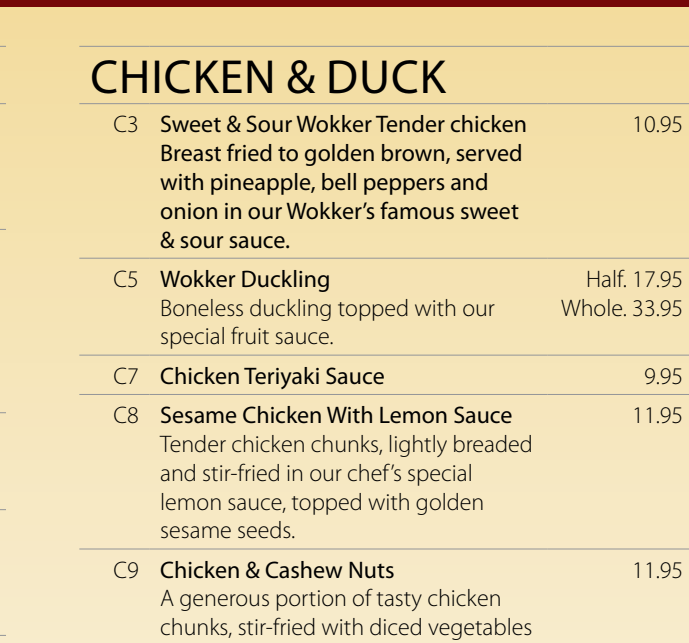 CHICKEN & DUCK
C3 Sweet & Sour Wokker Tender chicken 10.95
Breast fried to golden brown, served
with pineapple, bell peppers and
onion in our Wokker's famous sweet
& sour sauce.
C5 Wokker Duckling Half. 17.95
Boneless duckling topped with our Whole. 33.95
special fruit sauce.
C7 Chicken Teriyaki Sauce 9.95
C8 Sesame Chicken With Lemon Sauce 11.95
Tender chicken chunks, lightly breaded
and stir-fried in our chef's special
lemon sauce, topped with golden
sesame seeds.
C9 Chicken & Cashew Nuts 11.95
A generous portion of tasty chicken
chunks, stir-fried with diced vegetables